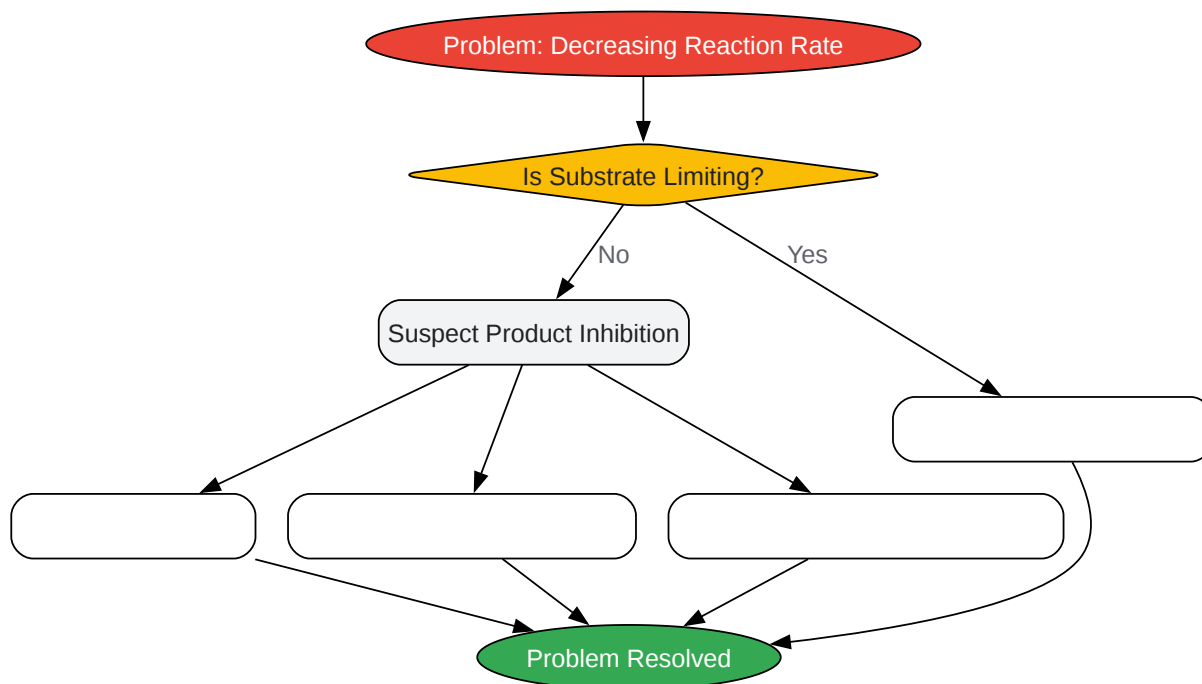 Problem: Decreasing Reaction Rate
Is Substrate Limiting?
No
Yes
Suspect Product Inhibition
Problem Resolved